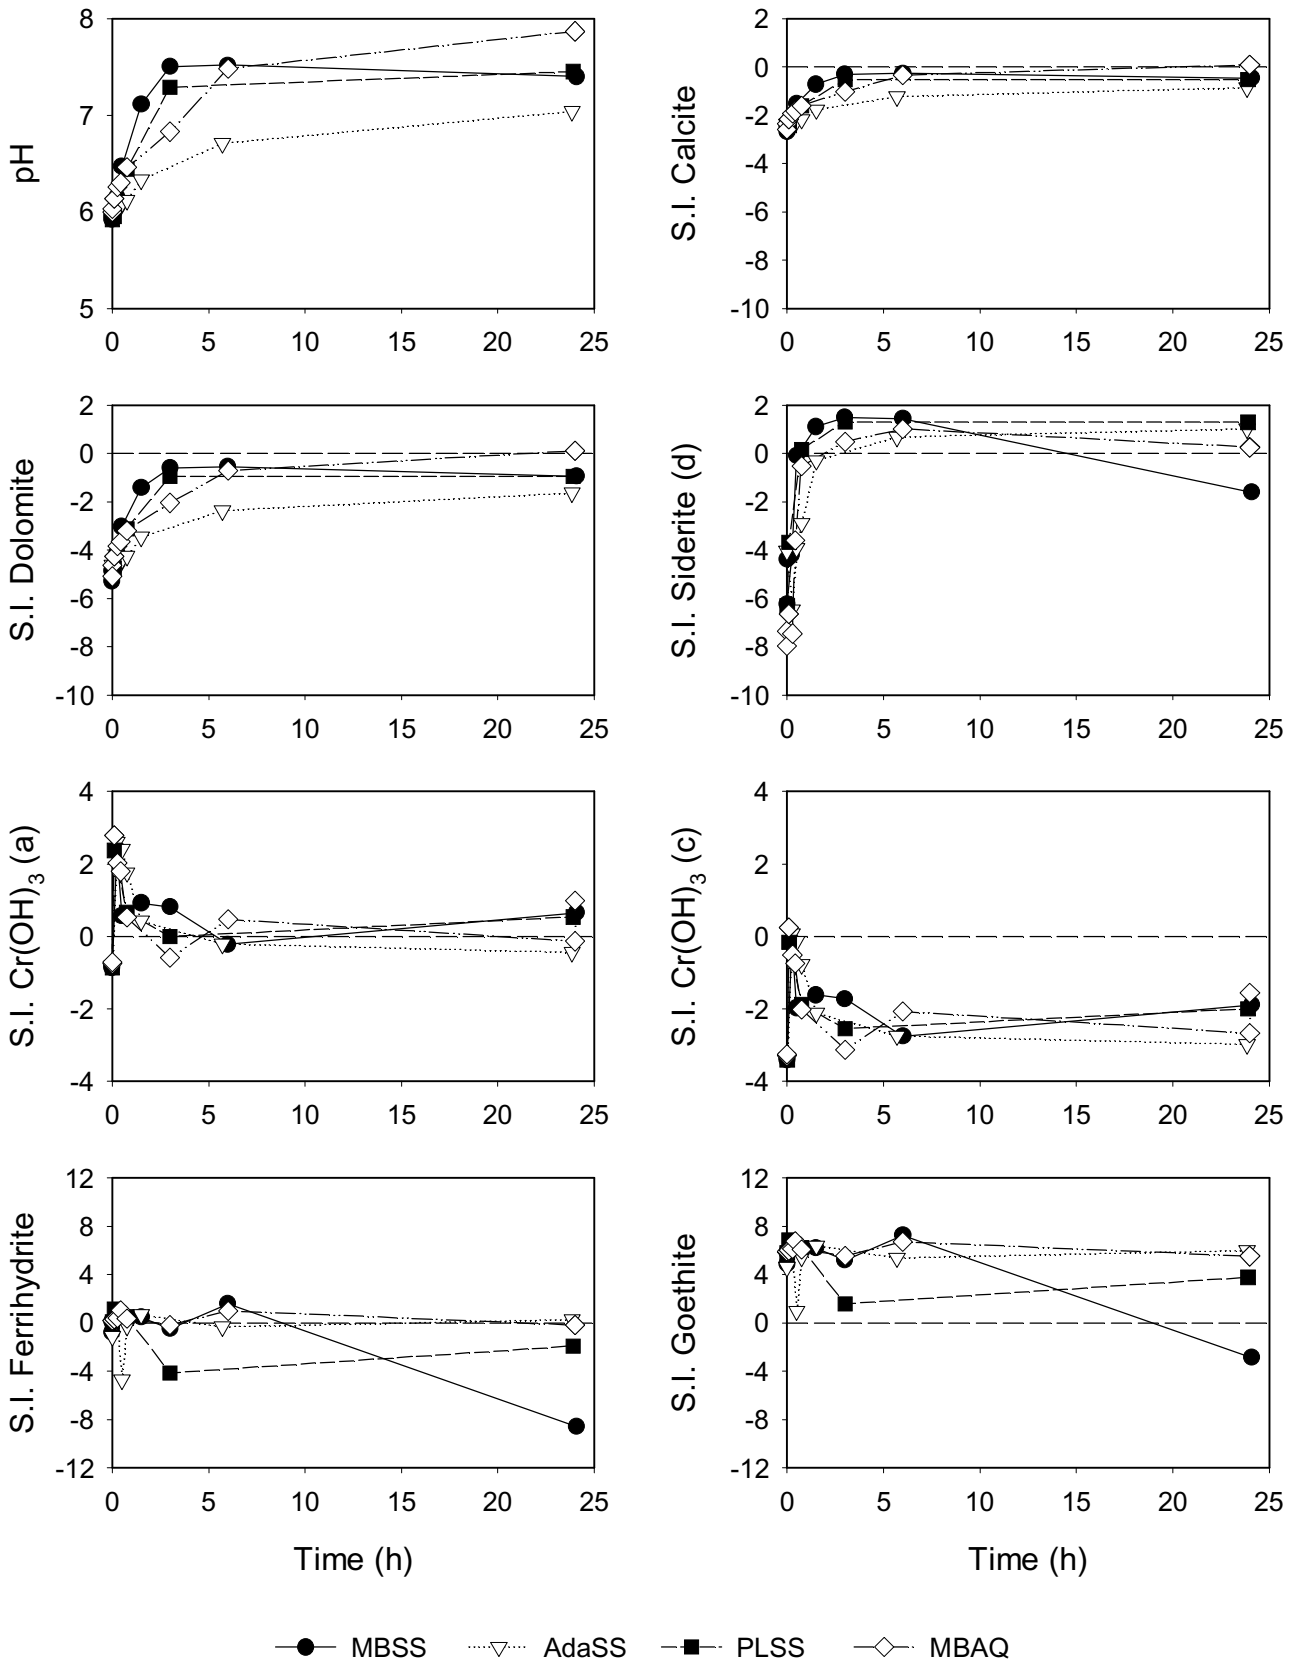 pH
8
7
6
5
0 5 10 15 20 25
S.I. Calcite
2
0
-2
-4
-6
-8
-10
0 5 10 15 20 25
S.I. Dolomite
2
0
-2
-4
-6
-8
-10
0 5 10 15 20 25
S.I. Siderite (d)
2
0
-2
-4
-6
-8
-10
0 5 10 15 20 25
S.I. Cr(OH)₃ (a)
4
2
0
-2
-4
0 5 10 15 20 25
S.I. Cr(OH)₃ (c)
4
2
0
-2
-4
0 5 10 15 20 25
S.I. Ferrihydrite
12
8
4
0
-4
-8
-12
0 5 10 15 20 25
Time (h)
S.I. Goethite
12
8
4
0
-4
-8
-12
0 5 10 15 20 25
Time (h)
MBSS AdaSS PLSS MBAQ